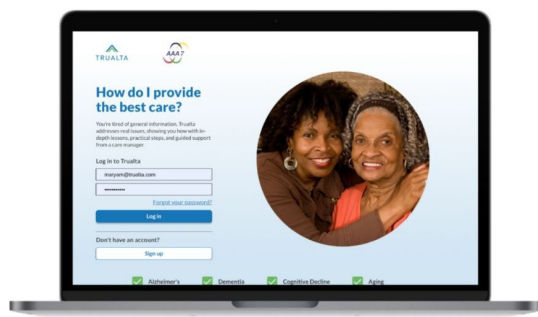 TRUALTA
AAA7
How do I provide
the best care?
You're tired of general information. Trualta
addresses real issues, showing you how with in-
depth lessons, practical steps, and guided support
from a care manager.
Log in to Trualta
maryam@trualta.com
Forgot your password?
Log in
Don't have an account?
Sign up
Alzheimer's
Dementia
Cognitive Decline
Aging